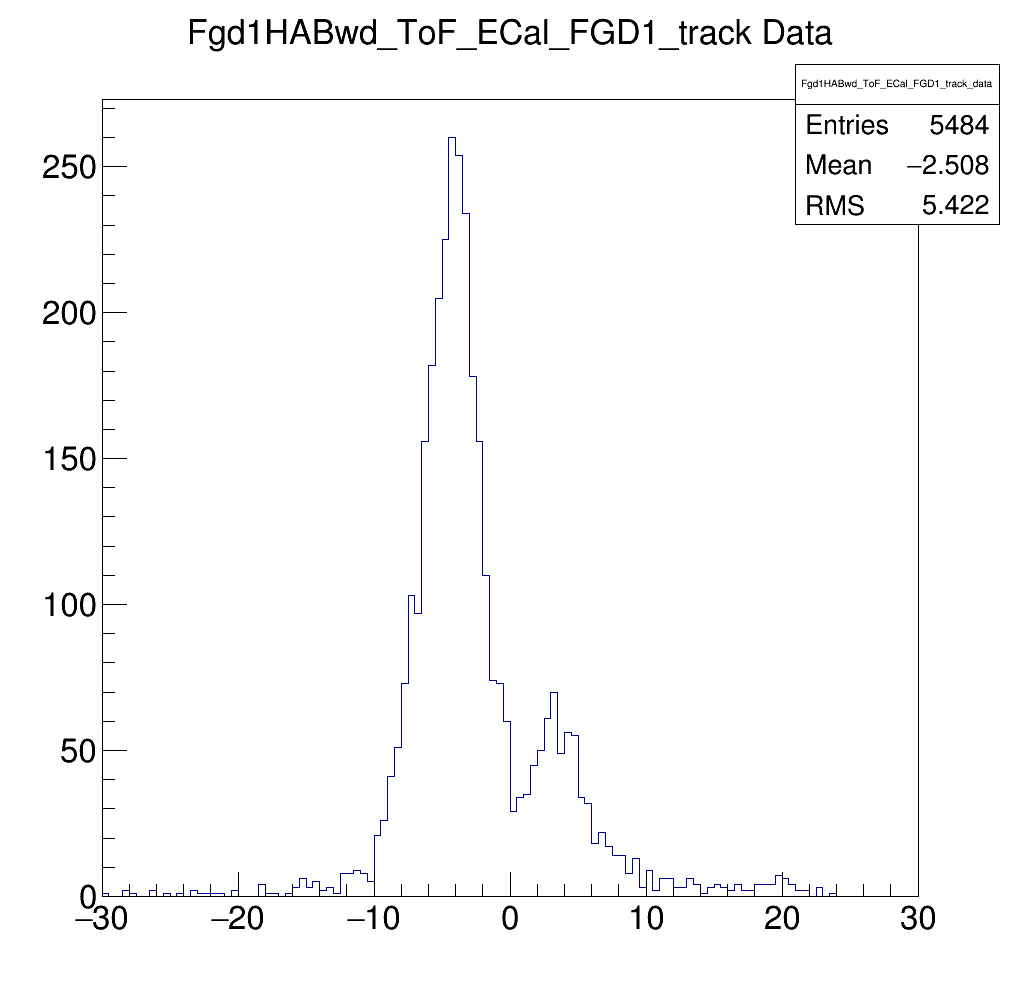 Fgd1HABwd_ToF_ECal_FGD1_track Data
Fgd1HABwd_ToF_ECal_FGD1_track_data
Entries 5484
Mean −2.508
RMS 5.422
250
200
150
100
50
0
−30 −20 −10 0 10 20 30